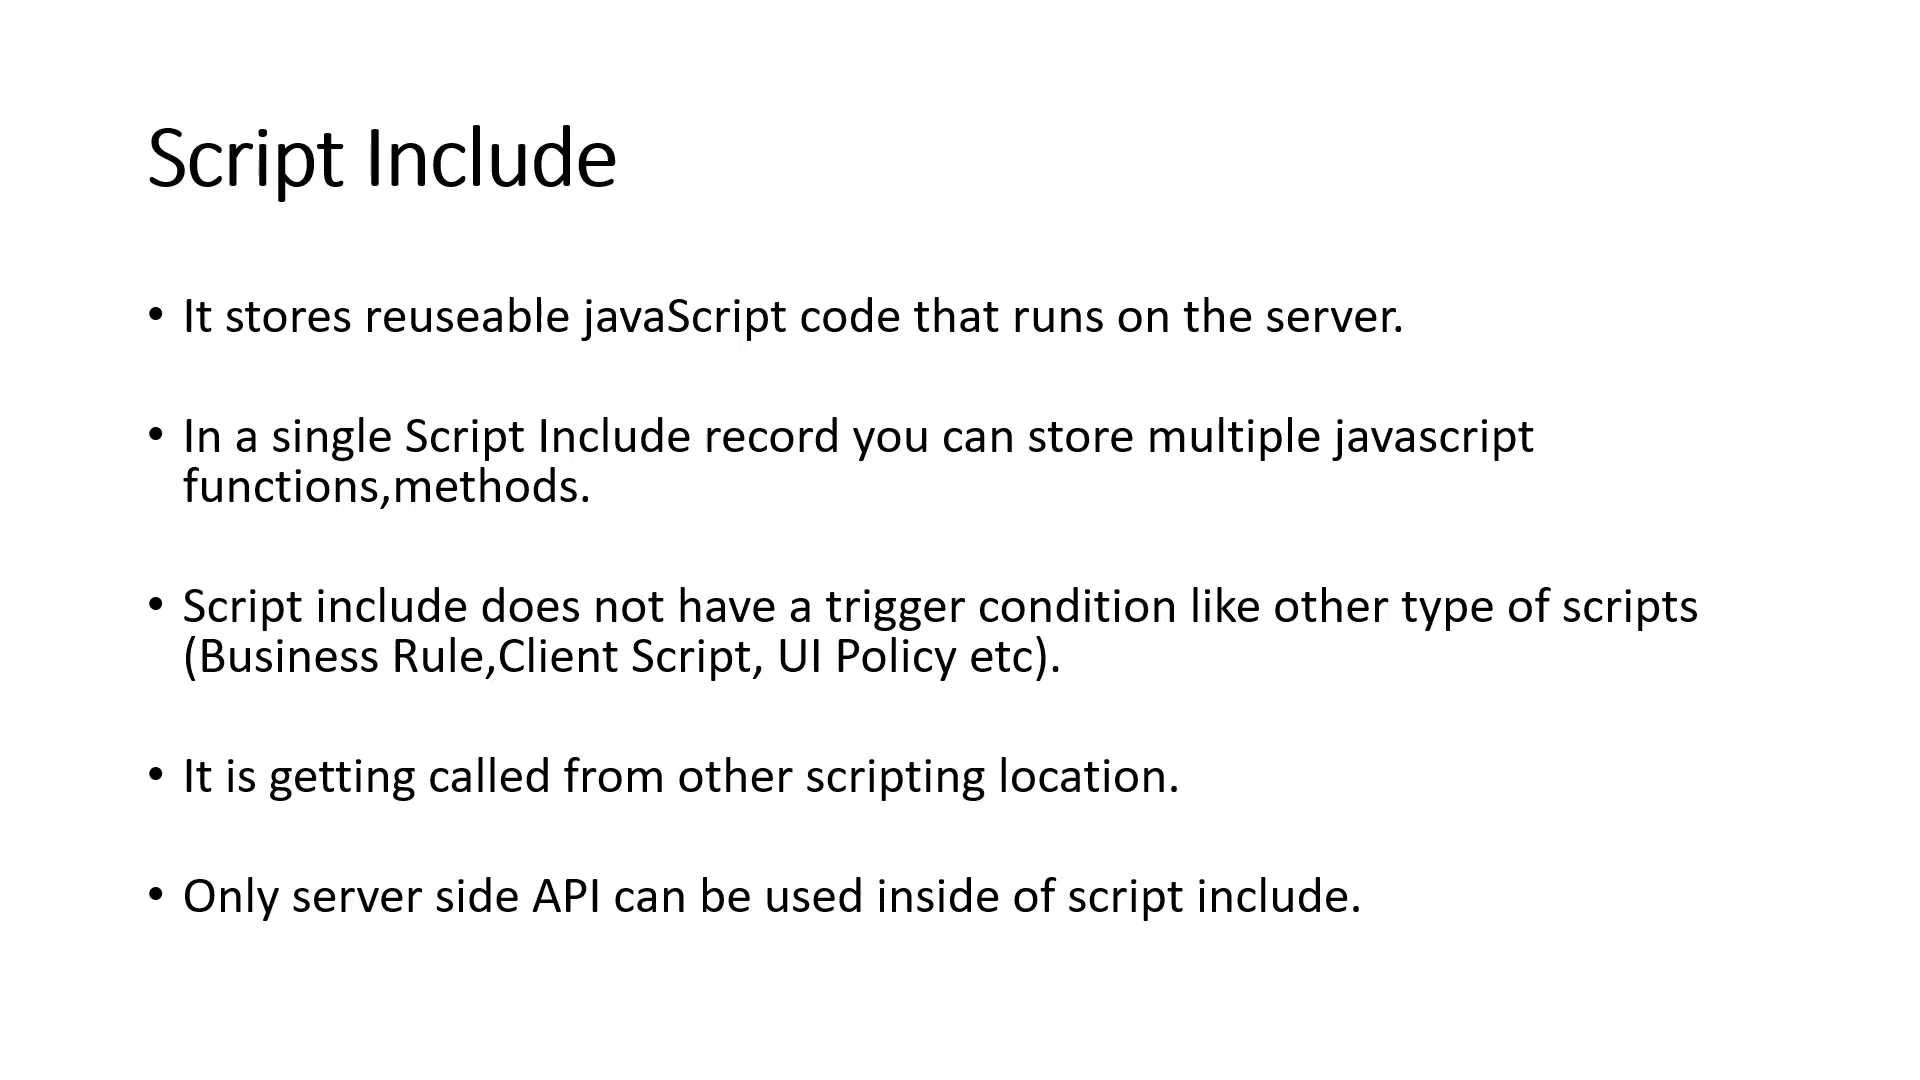 Script Include
• It stores reuseable javaScript code that runs on the server.
• In a single Script Include record you can store multiple javascript
functions,methods.
• Script include does not have a trigger condition like other type of scripts
(Business Rule,Client Script, UI Policy etc).
• It is getting called from other scripting location.
• Only server side API can be used inside of script include.